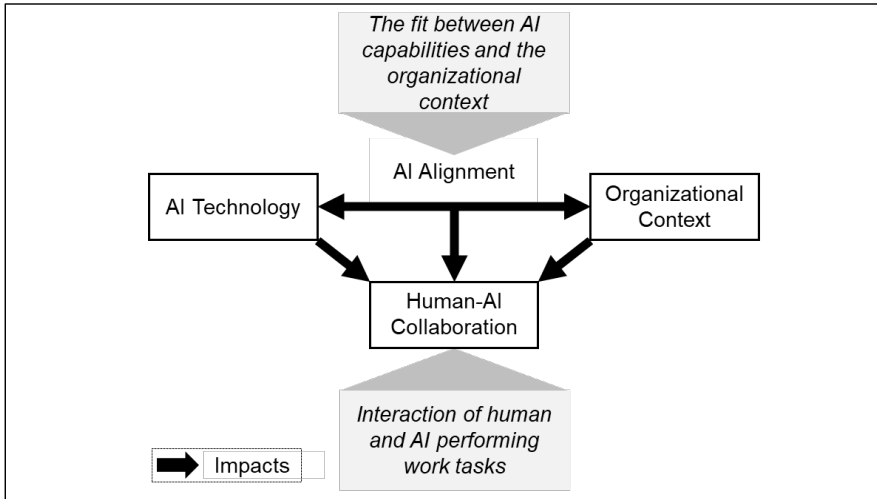 The fit between AI
capabilities and the
organizational
context
AI Alignment
AI Technology
Organizational
Context
Human-AI
Collaboration
Interaction of human
and AI performing
work tasks
Impacts